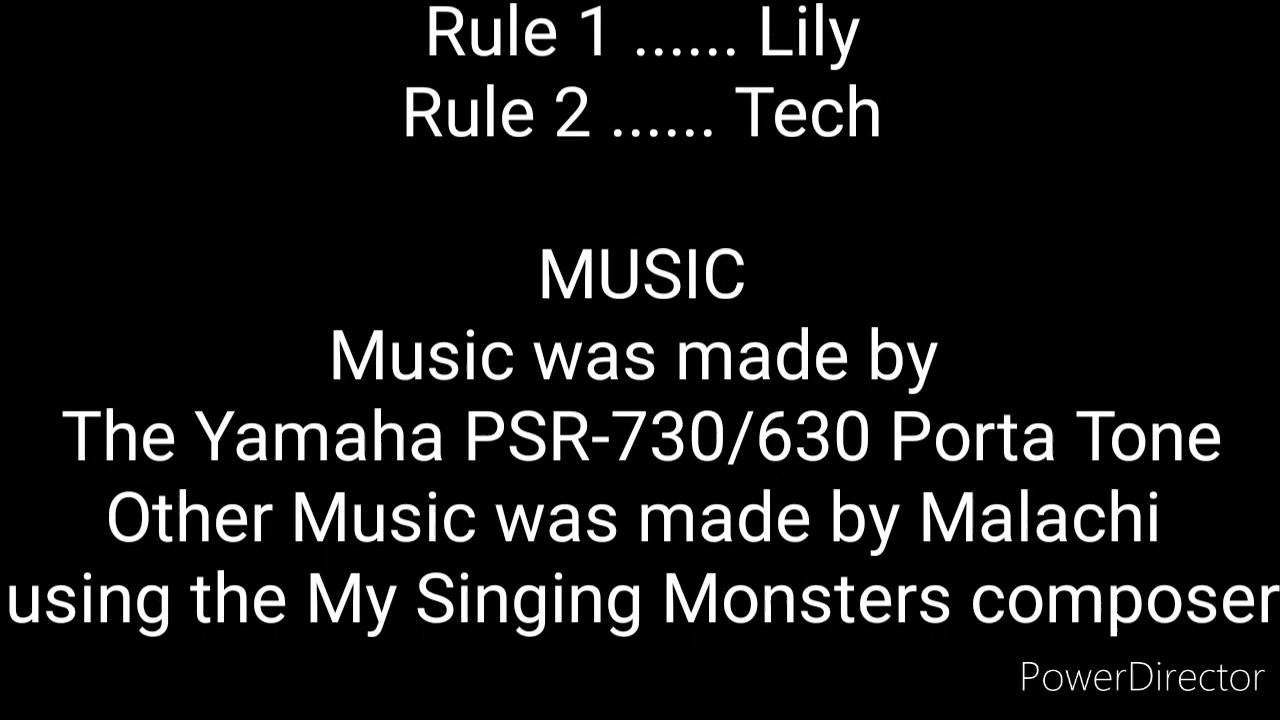 Rule 1 ...... Lily
Rule 2 ...... Tech
MUSIC
Music was made by
The Yamaha PSR-730/630 Porta Tone
Other Music was made by Malachi
using the My Singing Monsters composer
PowerDirector